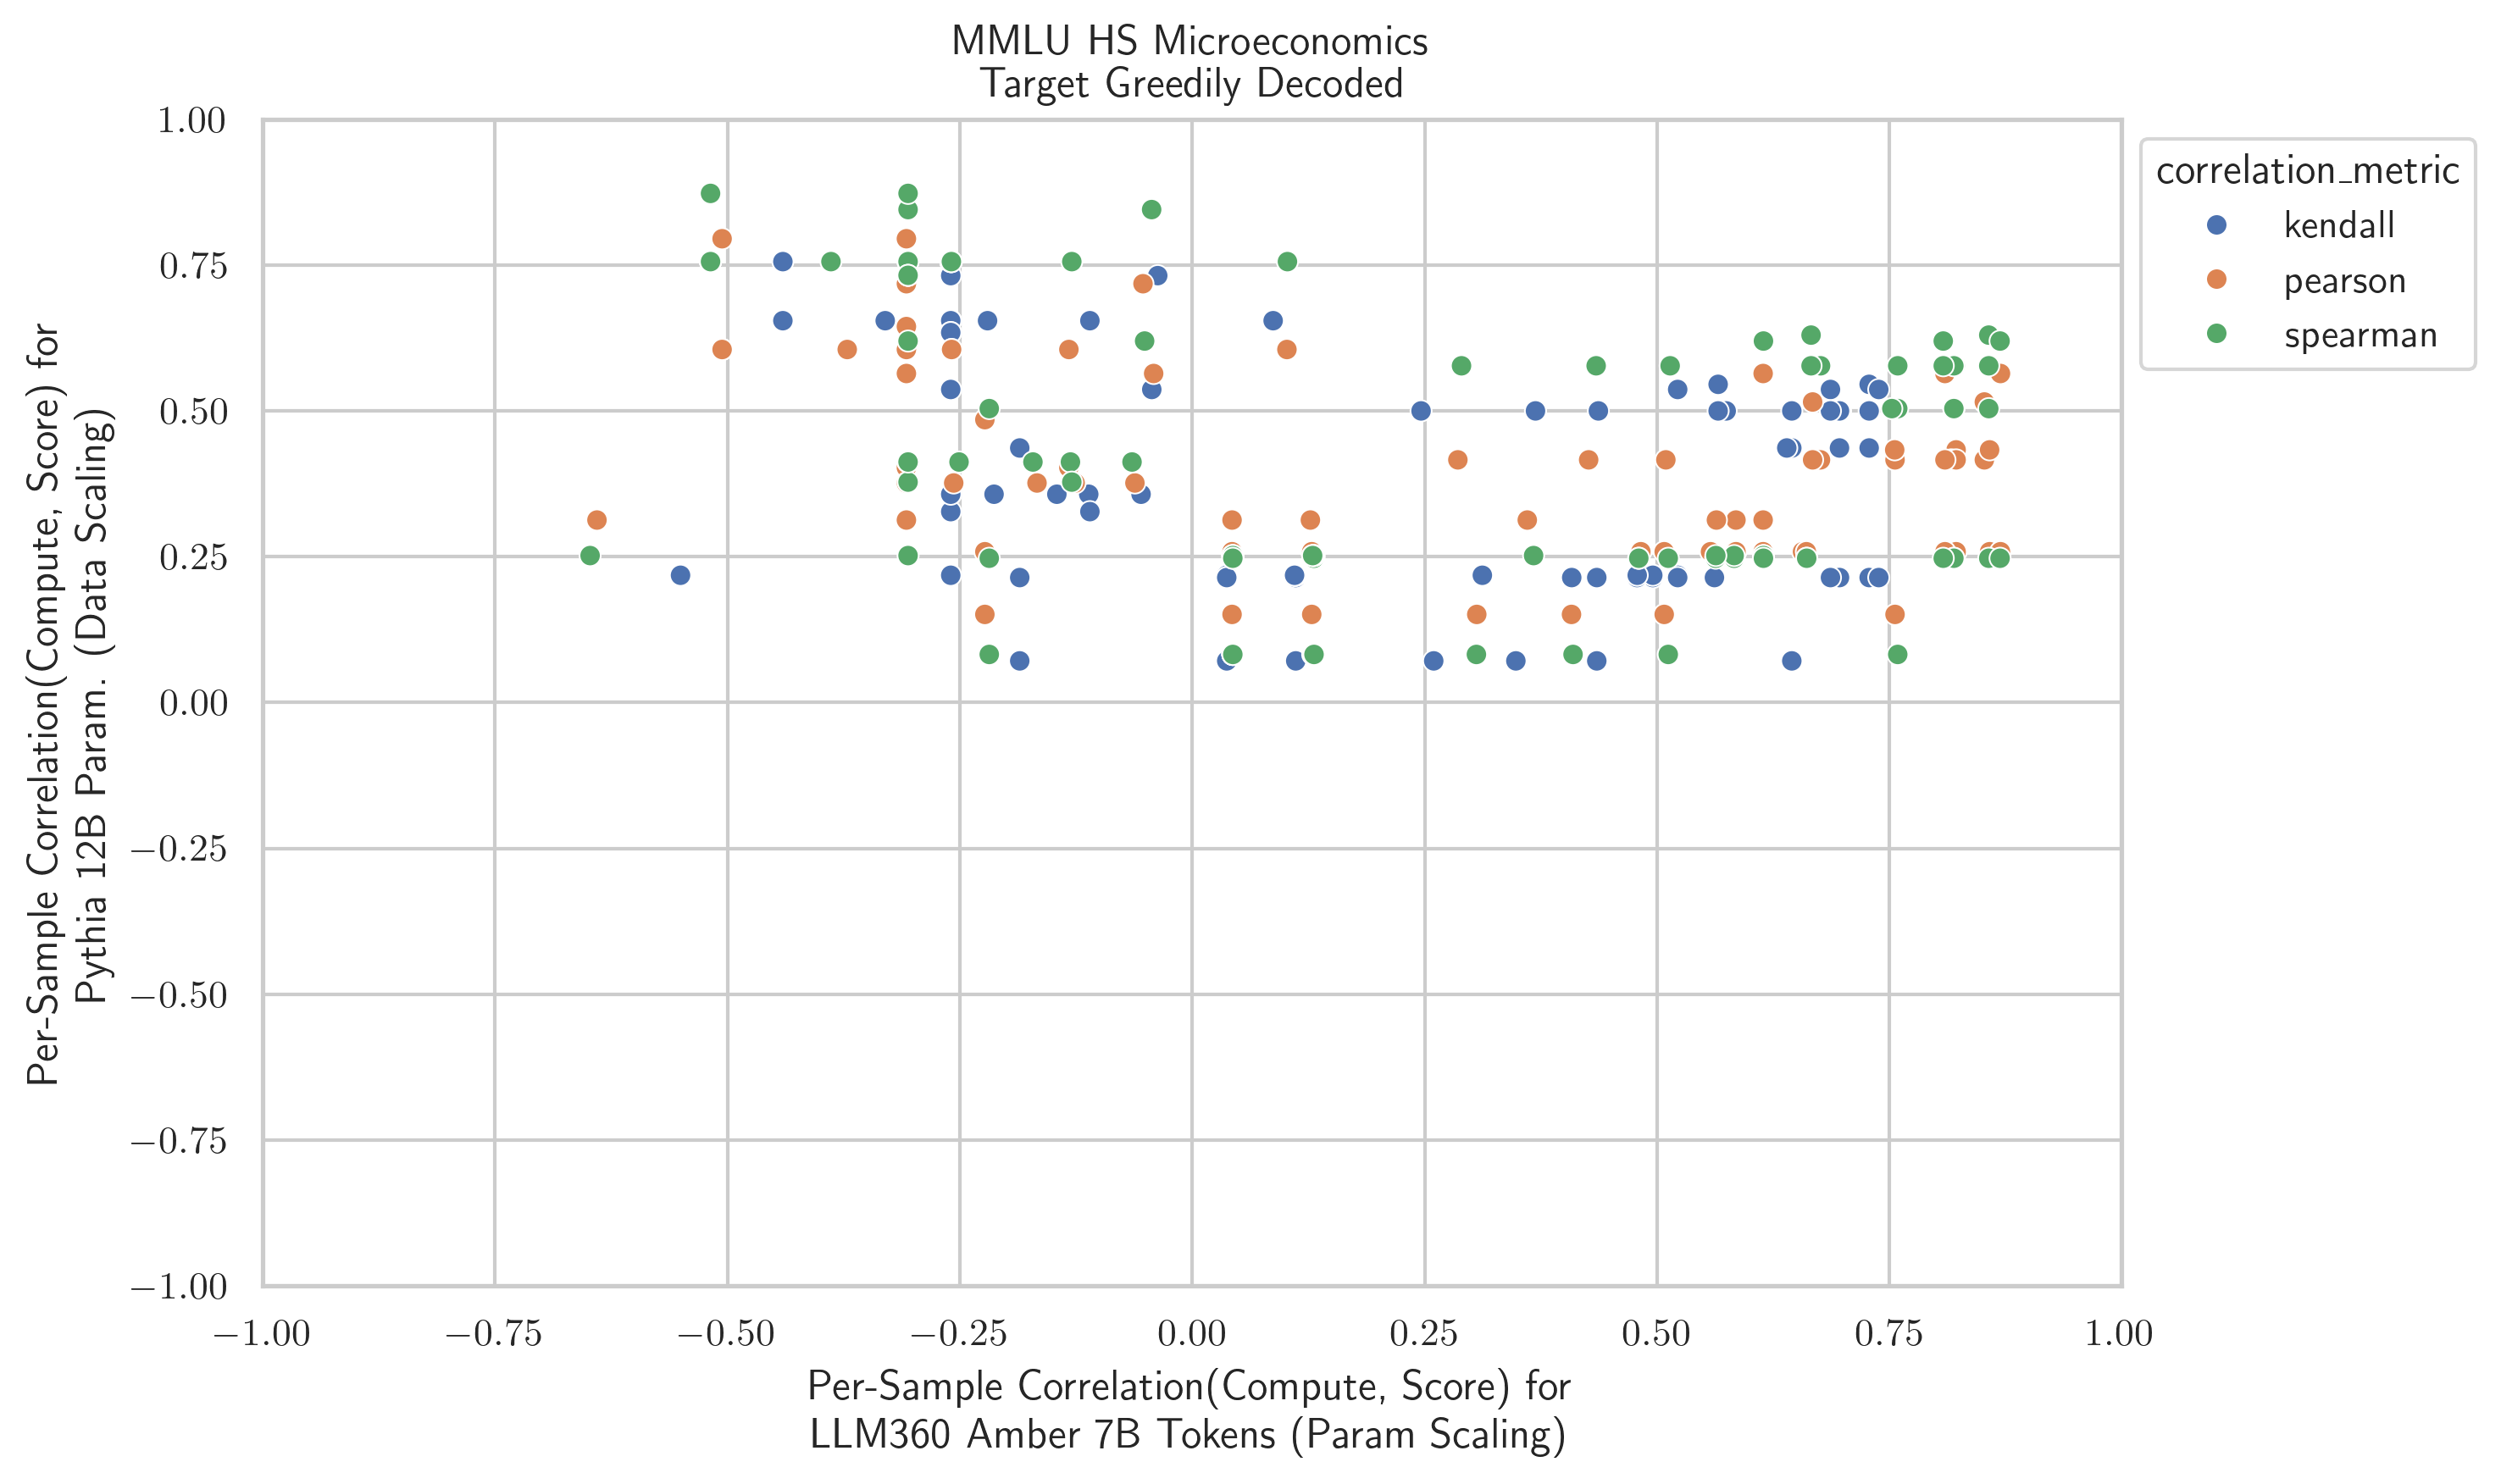 MMLU HS Microeconomics
Target Greedily Decoded
1.00
0.75
0.50
0.25
0.00
−0.25
−0.50
−0.75
−1.00
−1.00
−0.75
−0.50
−0.25
0.00
0.25
0.50
0.75
1.00
Per-Sample Correlation(Compute, Score) for
Pythia 12B Param. (Data Scaling)
Per-Sample Correlation(Compute, Score) for
LLM360 Amber 7B Tokens (Param Scaling)
correlation_metric
kendall
pearson
spearman